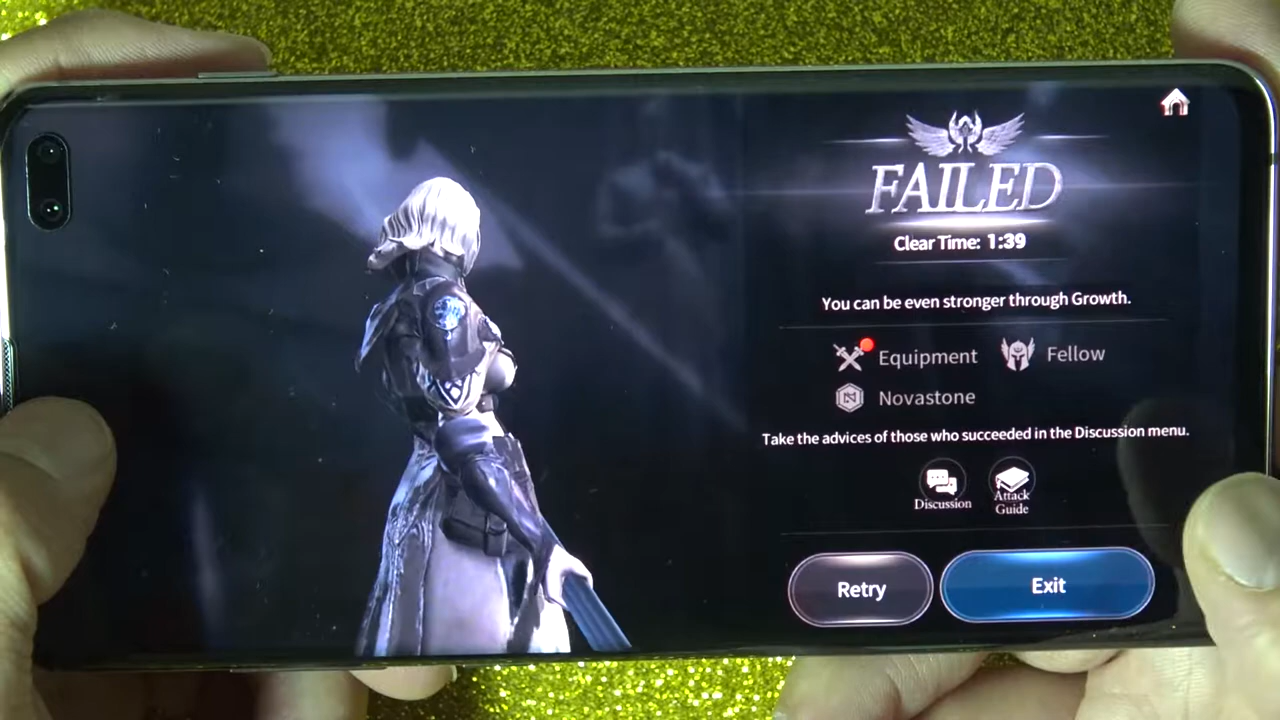 FAILED
Clear Time: 1:39
You can be even stronger through Growth.
Equipment Fellow
Novastone
Take the advices of those who succeeded in the Discussion menu.
Discussion Attack Guide
Retry Exit